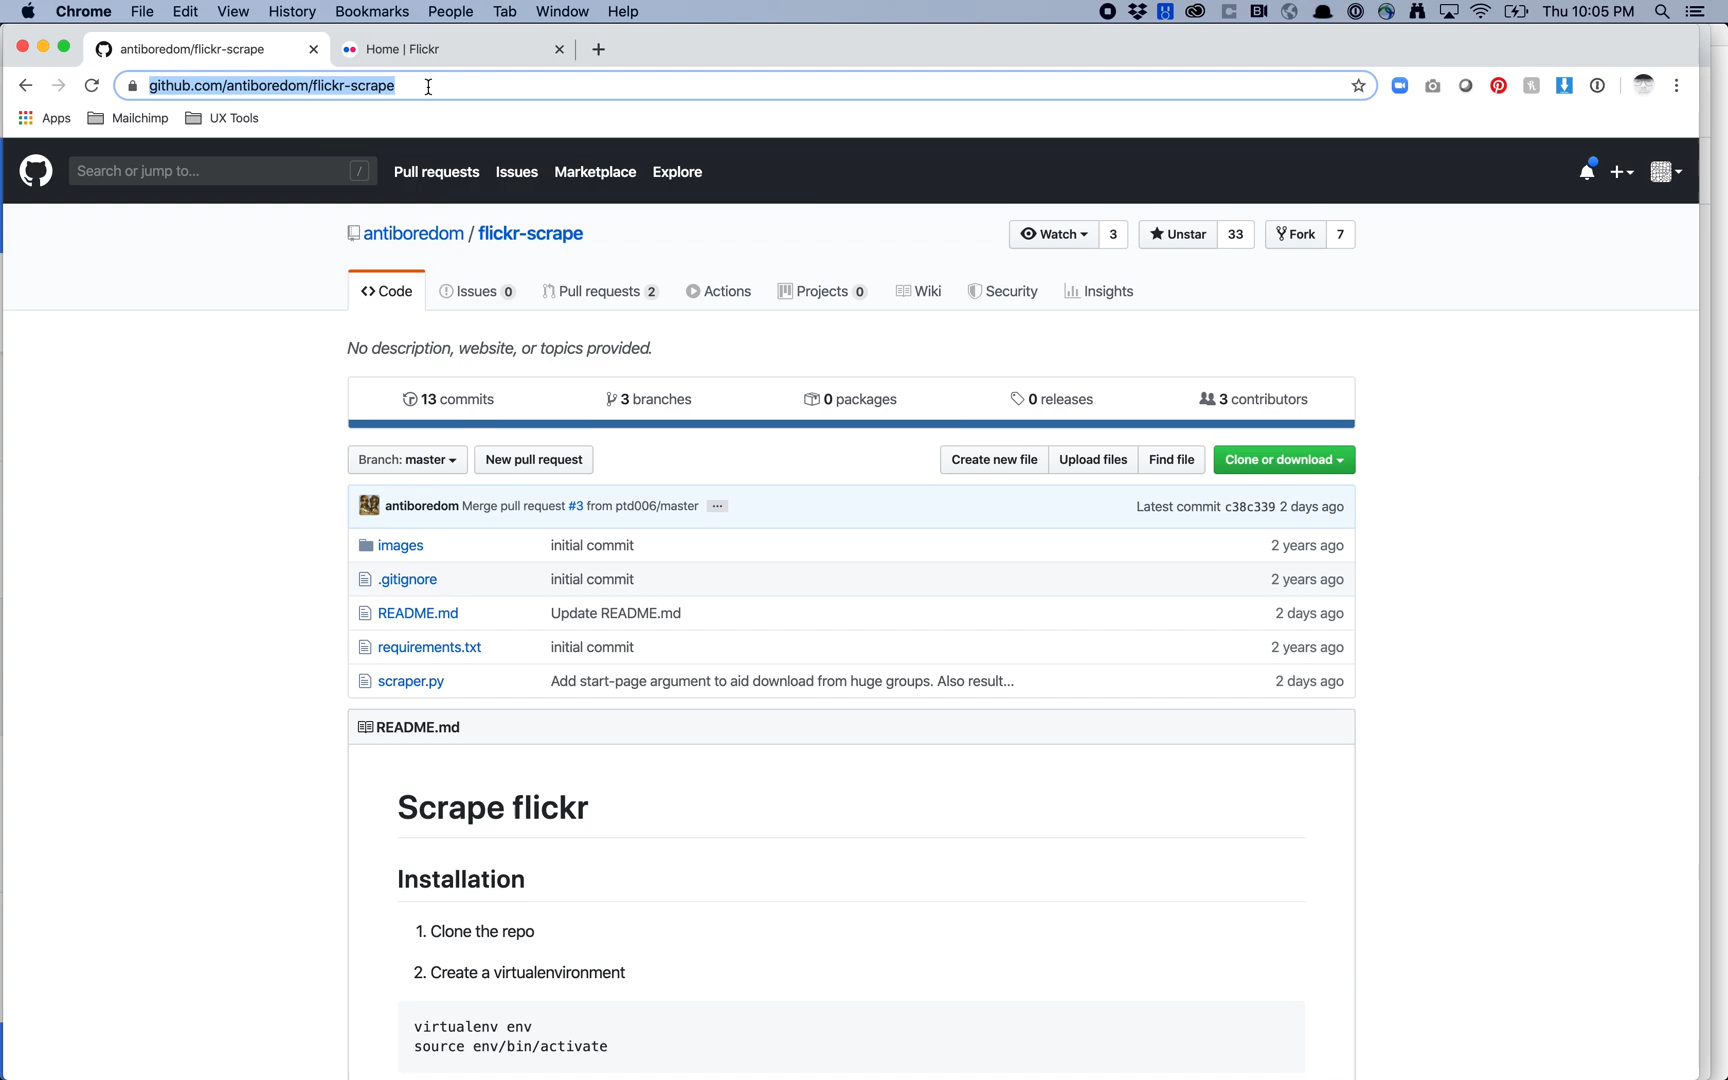 Chrome File Edit View History Bookmarks People Tab Window Help Thu 10:05 PM
antiboredom/flickr-scrape Home | Flickr
github.com/antiboredom/flickr-scrape
Apps Mailchimp UX Tools
Search or jump to... / Pull requests Issues Marketplace Explore
antiboredom / flickr-scrape Watch 3 Unstar 33 Fork 7
Code Issues 0 Pull requests 2 Actions Projects 0 Wiki Security Insights
No description, website, or topics provided.
13 commits 3 branches 0 packages 0 releases 3 contributors
Branch: master New pull request Create new file Upload files Find file Clone or download
antiboredom Merge pull request #3 from ptd006/master ... Latest commit c38c339 2 days ago
images initial commit 2 years ago
.gitignore initial commit 2 years ago
README.md Update README.md 2 days ago
requirements.txt initial commit 2 years ago
scraper.py Add start-page argument to aid download from huge groups. Also result... 2 days ago
README.md
Scrape flickr
Installation
1. Clone the repo
2. Create a virtualenvironment
virtualenv env
source env/bin/activate